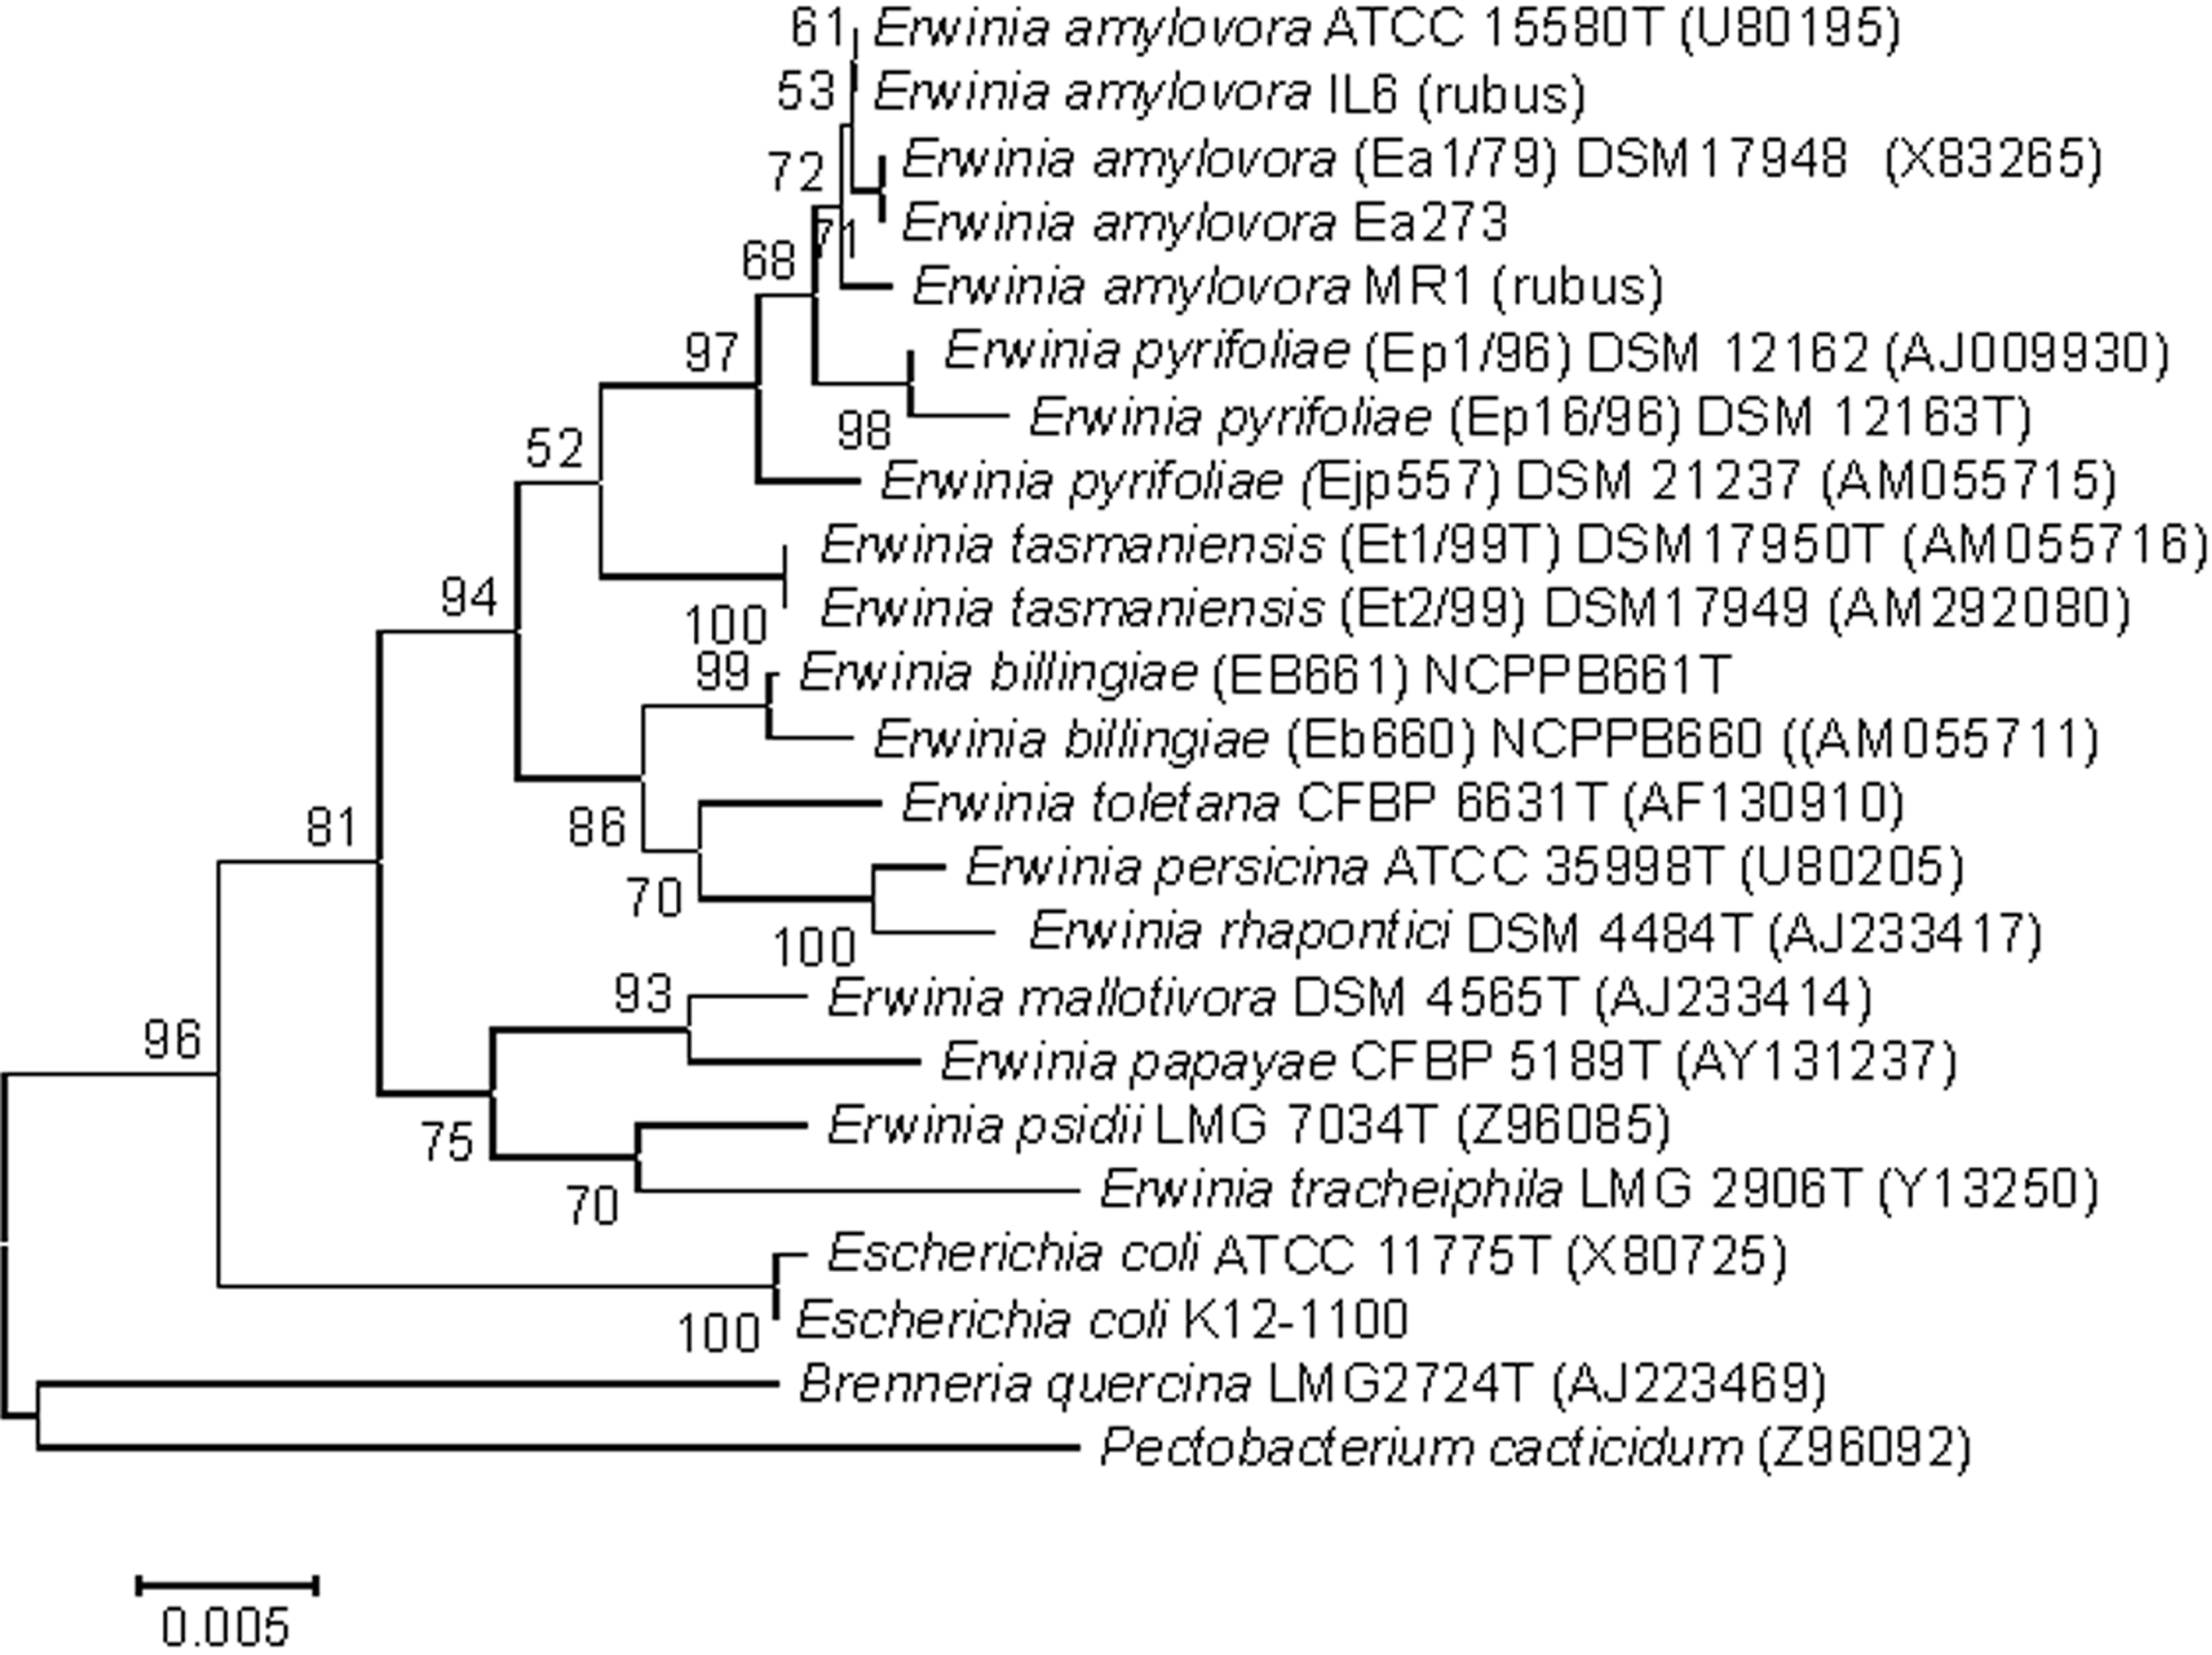 61 Erwinia amylovora ATCC 15580T (U80195)
53 Erwinia amylovora IL6 (rubus)
Erwinia amylovora (Ea1/79) DSM17948 (X83265)
72
Erwinia amylovora Ea273
71
68
Erwinia amylovora MR1 (rubus)
97 Erwinia pyrifoliae (Ep1/96) DSM 12162 (AJ009930)
98 Erwinia pyrifoliae (Ep16/96) DSM 12163T)
52
Erwinia pyrifoliae (Ejp557) DSM 21237 (AM055715)
Erwinia tasmaniensis (Et1/99T) DSM17950T (AM055716)
94
Erwinia tasmaniensis (Et2/99) DSM17949 (AM292080)
100
99 Erwinia billingiae (EB661) NCPPB661T
Erwinia billingiae (Eb660) NCPPB660 ((AM055711)
Erwinia toletana CFBP 6631T (AF130910)
81
86
Erwinia persicina ATCC 35998T (U80205)
70
Erwinia rhapontici DSM 4484T (AJ233417)
100
93 Erwinia mallotivora DSM 4565T (AJ233414)
96
Erwinia papayae CFBP 5189T (AY131237)
Erwinia psidii LMG 7034T (Z96085)
75
Erwinia tracheiphila LMG 2906T (Y13250)
70
Escherichia coli ATCC 11775T (X80725)
Escherichia coli K12-1100
100
Brenneria quercina LMG2724T (AJ223469)
Pectobacterium cacticidum (Z96092)
0.005